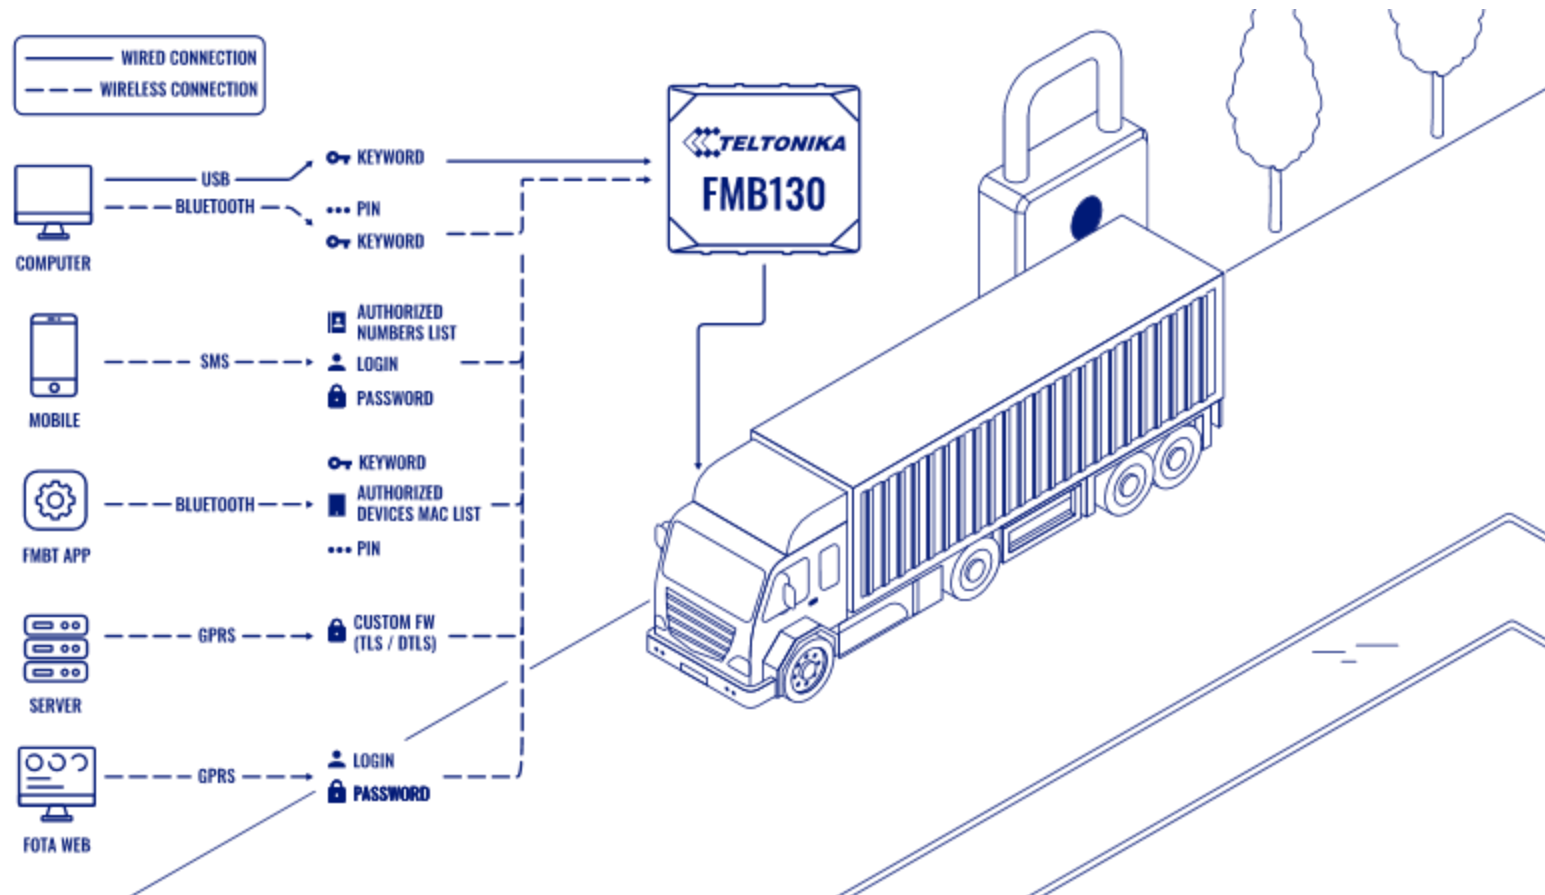 WIRED CONNECTION
WIRELESS CONNECTION
TELTONIKA
FMB130
USB
KEYWORD
BLUETOOTH
PIN
KEYWORD
COMPUTER
AUTHORIZED
NUMBERS LIST
SMS
LOGIN
PASSWORD
MOBILE
KEYWORD
BLUETOOTH
AUTHORIZED
DEVICES MAC LIST
PIN
FMBT APP
GPRS
CUSTOM FW
(TLS / DTLS)
SERVER
GPRS
LOGIN
PASSWORD
FOTA WEB